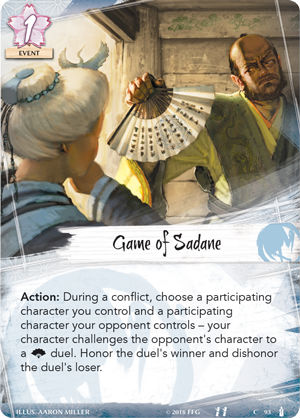 1
EVENT
Game of Sadane
Action: During a conflict, choose a participating
character you control and a participating
character your opponent controls – your
character challenges the opponent's character to
a duel. Honor the duel's winner and dishonor
the duel's loser.
ILLUS. AARON MILLER © 2018 FFG C 93